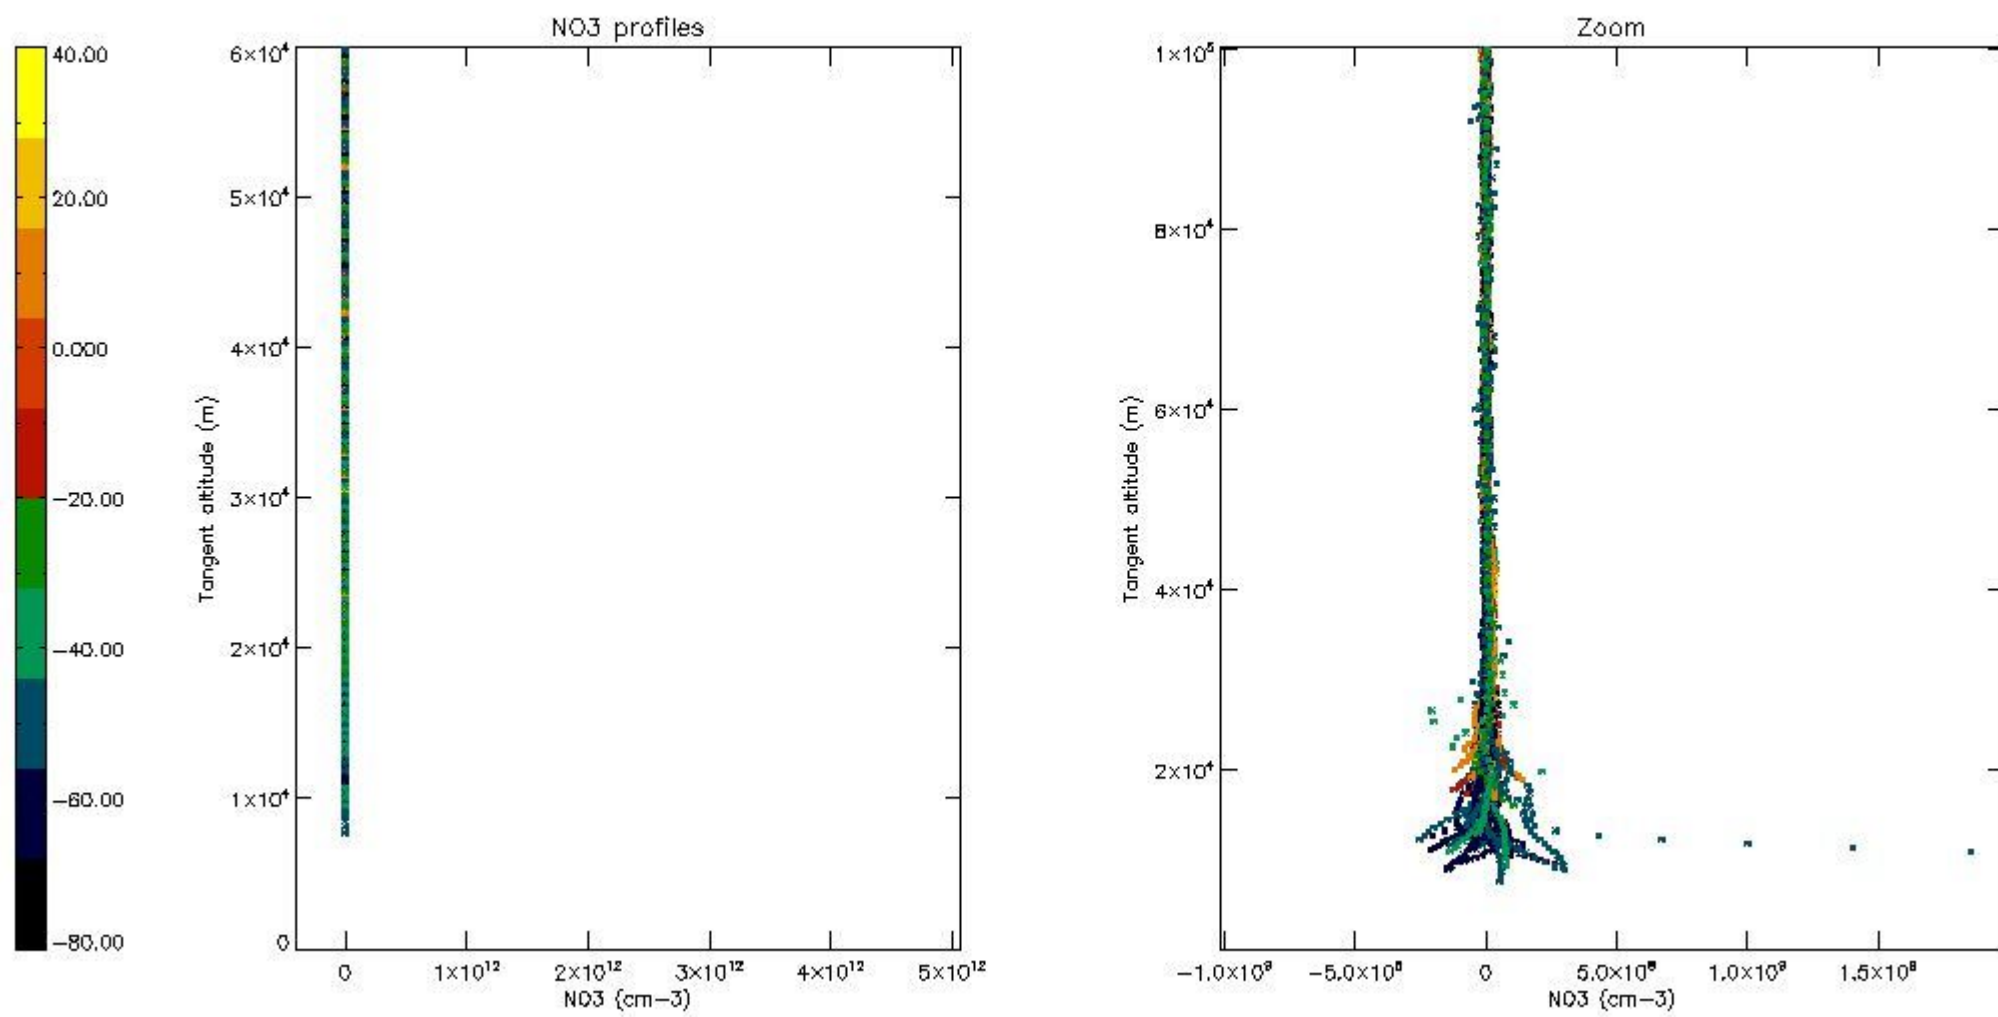 NO3 profiles
40.00
20.00
0.000
−20.00
−40.00
−60.00
−80.00
6×10⁴
5×10⁴
4×10⁴
3×10⁴
2×10⁴
1×10⁴
0
Tangent altitude (m)
0 1×10¹² 2×10¹² 3×10¹² 4×10¹² 5×10¹²
NO3 (cm−3)
Zoom
1×10⁵
8×10⁴
6×10⁴
4×10⁴
2×10⁴
Tangent altitude (m)
−1.0×10⁹ −5.0×10⁸ 0 5.0×10⁸ 1.0×10⁹ 1.5×10⁹
NO3 (cm−3)